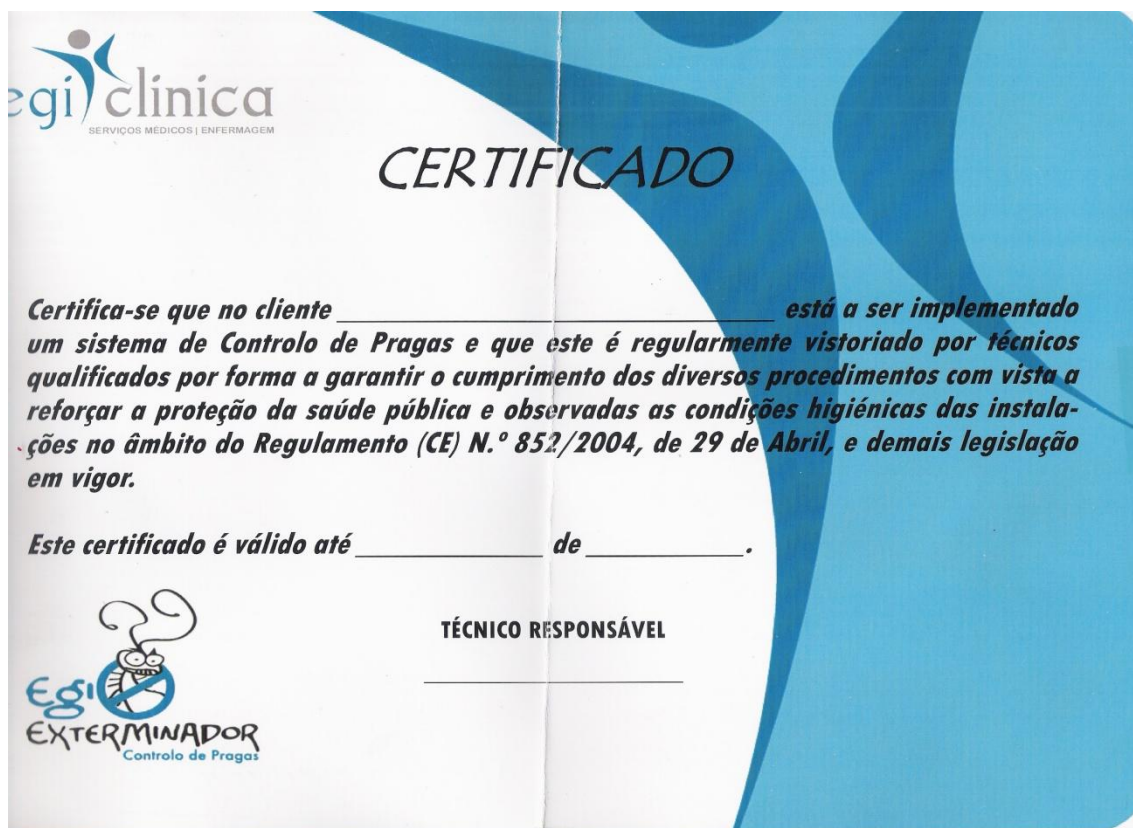 egi clínica
SERVIÇOS MÉDICOS | ENFERMAGEM
CERTIFICADO
Certifica-se que no cliente ______________________ está a ser implementado
um sistema de Controlo de Pragas e que este é regularmente vistoriado por técnicos
qualificados por forma a garantir o cumprimento dos diversos procedimentos com vista a
reforçar a proteção da saúde pública e observadas as condições higiénicas das instala-
ções no âmbito do Regulamento (CE) N.º 852/2004, de 29 de Abril, e demais legislação
em vigor.
Este certificado é válido até ____________ de __________.
TÉCNICO RESPONSÁVEL
Egi
EXTERMINADOR
Controlo de Pragas